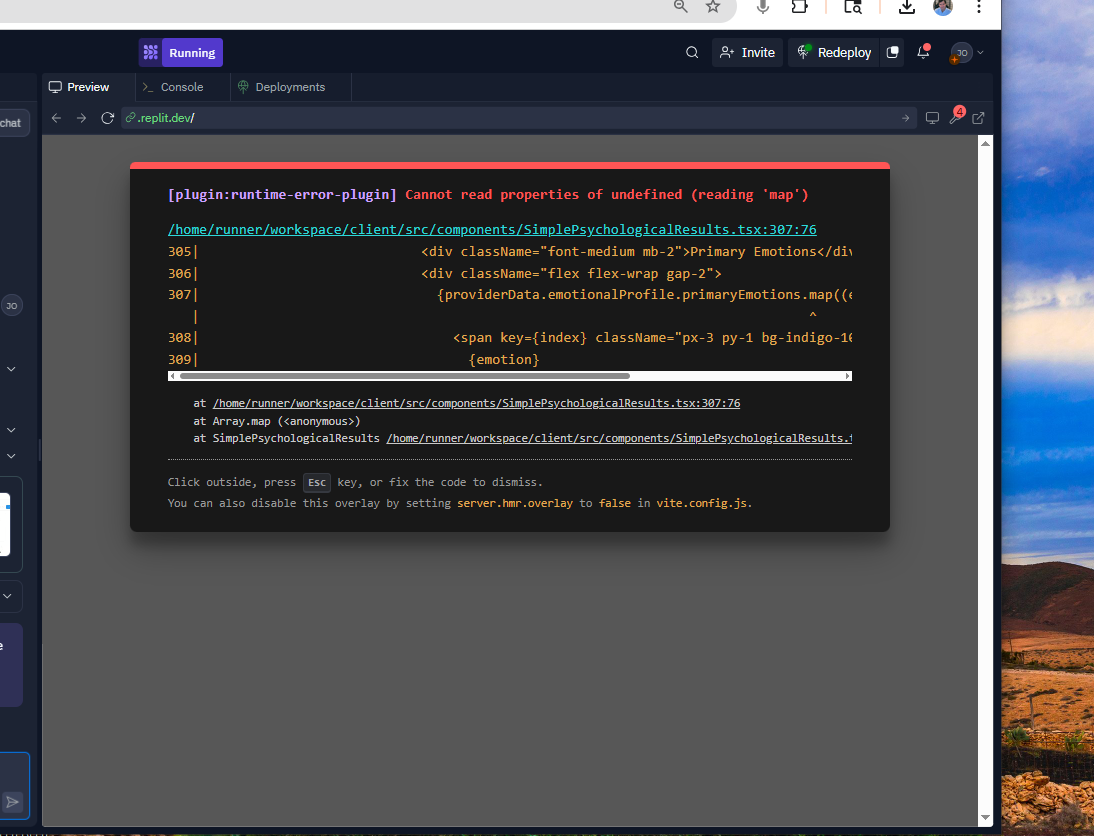 Running
Invite
Redeploy
JO
Preview
Console
Deployments
chat
.replit.dev/
4
[plugin:runtime-error-plugin] Cannot read properties of undefined (reading 'map')
/home/runner/workspace/client/src/components/SimplePsychologicalResults.tsx:307:76
305| <div className="font-medium mb-2">Primary Emotions</div
306| <div className="flex flex-wrap gap-2">
307| {providerData.emotionalProfile.primaryEmotions.map((e
| ^
308| <span key={index} className="px-3 py-1 bg-indigo-10
309| {emotion}
JO
at /home/runner/workspace/client/src/components/SimplePsychologicalResults.tsx:307:76
at Array.map (<anonymous>)
at SimplePsychologicalResults /home/runner/workspace/client/src/components/SimplePsychologicalResults.t
Click outside, press Esc key, or fix the code to dismiss.
You can also disable this overlay by setting server.hmr.overlay to false in vite.config.js.
e